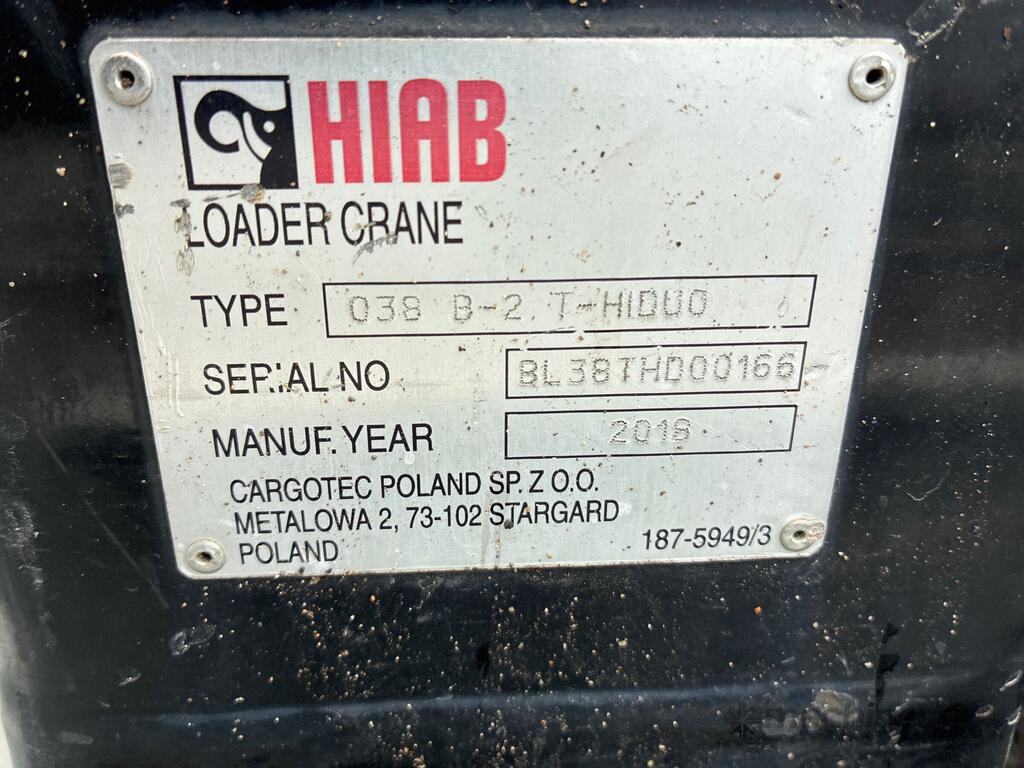 HIAB
LOADER CRANE
TYPE 038 B-2 T-HIDUO
SERIAL NO BL38THD00166
MANUF. YEAR 2018
CARGOTEC POLAND SP. Z O.O.
METALOWA 2, 73-102 STARGARD
POLAND 187-5949/3